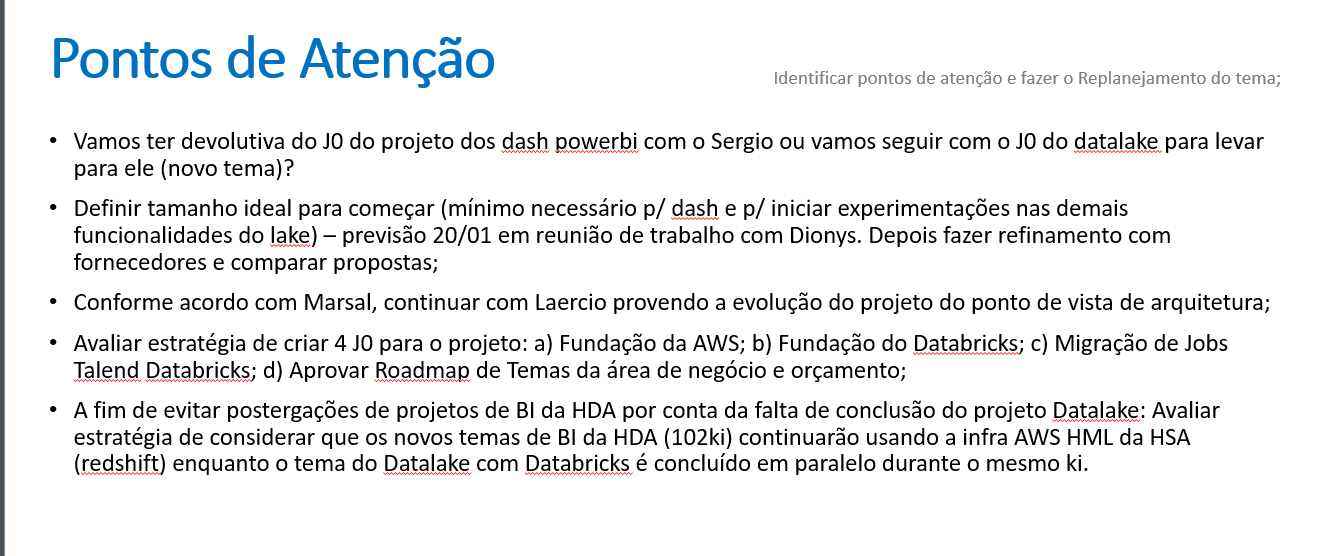 Pontos de Atenção
Identificar pontos de atenção e fazer o Replanejamento do tema;
• Vamos ter devolutiva do J0 do projeto dos dash powerbi com o Sergio ou vamos seguir com o J0 do datalake para levar
para ele (novo tema)?
• Definir tamanho ideal para começar (mínimo necessário p/ dash e p/ iniciar experimentações nas demais
funcionalidades do lake) – previsão 20/01 em reunião de trabalho com Dionys. Depois fazer refinamento com
fornecedores e comparar propostas;
• Conforme acordo com Marsal, continuar com Laercio provendo a evolução do projeto do ponto de vista de arquitetura;
• Avaliar estratégia de criar 4 J0 para o projeto: a) Fundação da AWS; b) Fundação do Databricks; c) Migração de Jobs
Talend Databricks; d) Aprovar Roadmap de Temas da área de negócio e orçamento;
• A fim de evitar postergações de projetos de BI da HDA por conta da falta de conclusão do projeto Datalake: Avaliar
estratégia de considerar que os novos temas de BI da HDA (102ki) continuarão usando a infra AWS HML da HSA
(redshift) enquanto o tema do Datalake com Databricks é concluído em paralelo durante o mesmo ki.